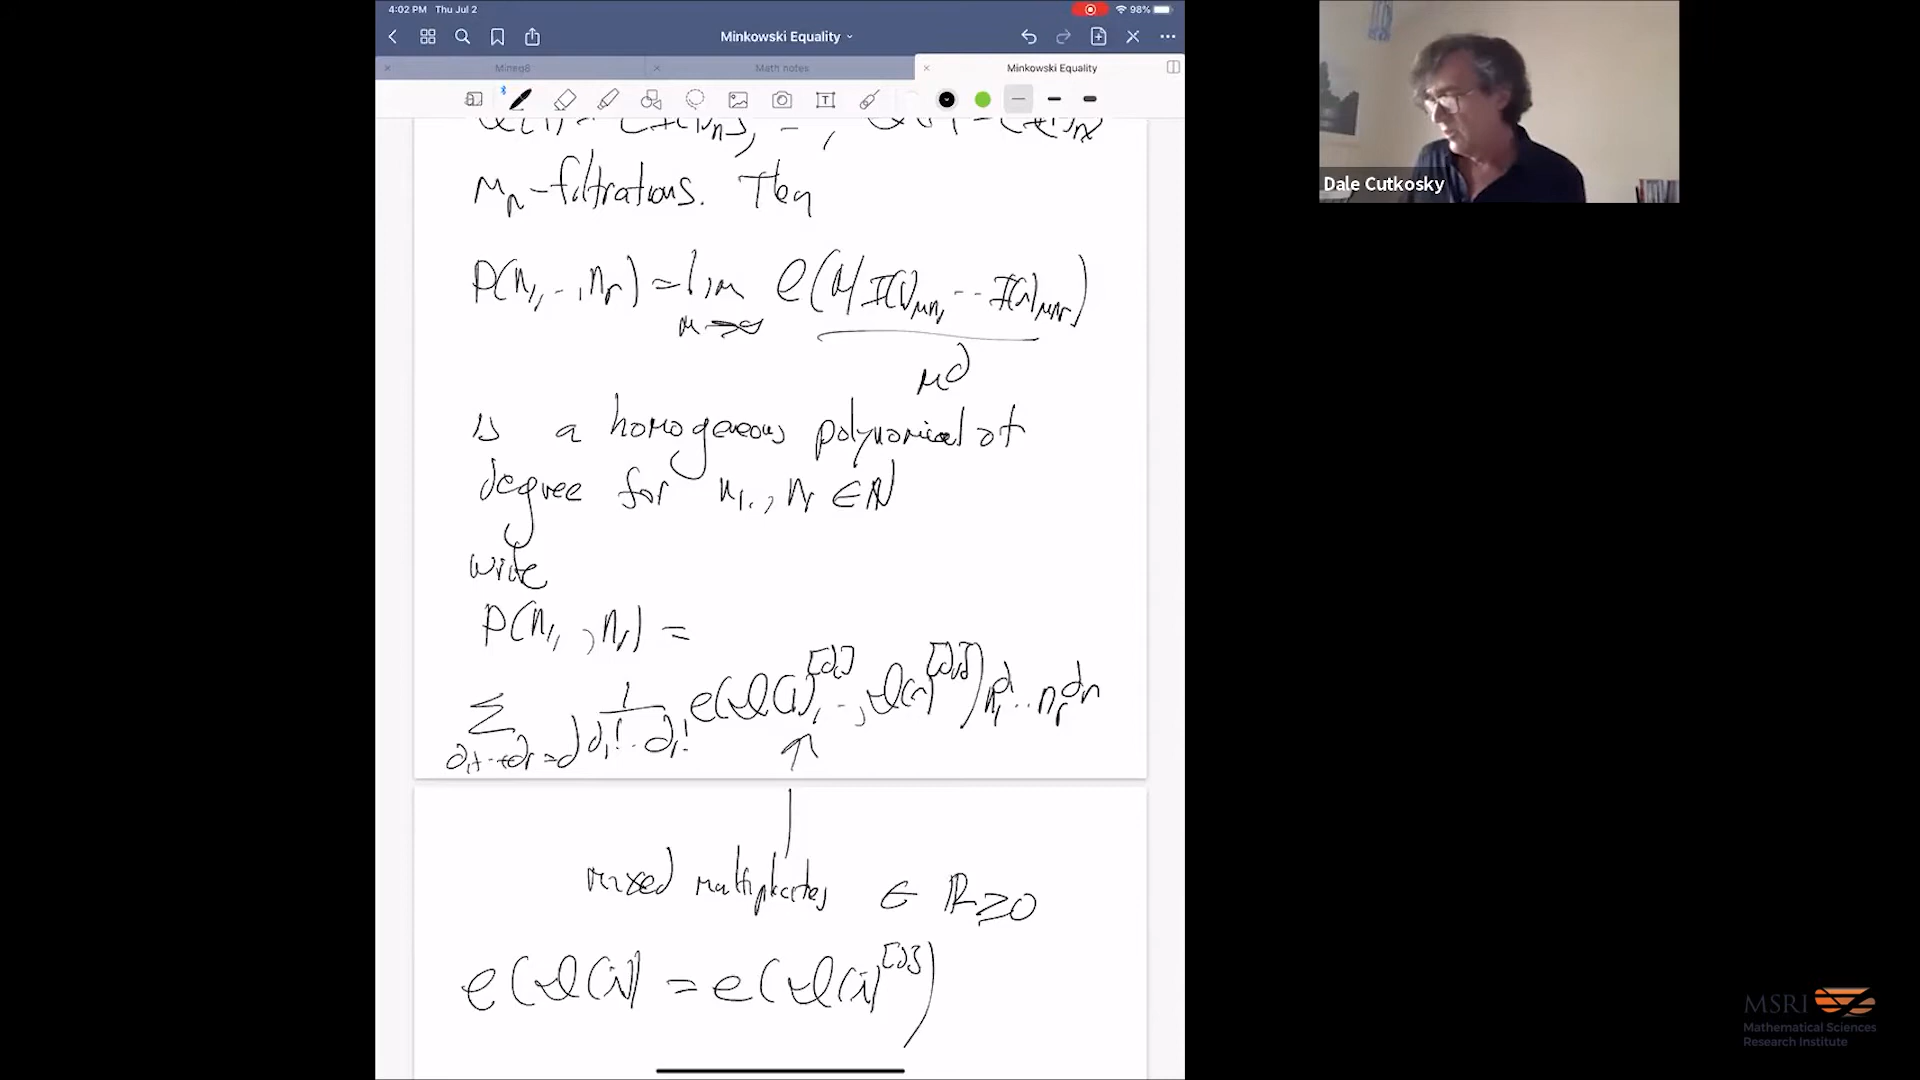 4:02 PM Thu Jul 2
98%
Minkowski Equality
Mineq8
Math notes
Minkowski Equality
m_R-filtrations. Then
P(n_1, -, n_r) = lim_{m→∞} ℓ(R/I(1)_{mn_1} -- I(r)_{mn_r}) / m^d
is a homogeneous polynomial of
degree for n_1, , n_r ∈ ℕ
write
P(n_1, , n_r) =
∑_{d_1+--+d_r=d} 1/(d_1!..d_r!) e(𝓘(1)^{[d_1]}, -, 𝓘(r)^{[d_r]}) n_1^{d_1}..n_r^{d_r}
↑
mixed multiplicities ∈ ℝ≥0
e(𝓘(i)) = e(𝓘(i)^{[d]})
Dale Cutkosky
MSRI
Mathematical Sciences
Research Institute